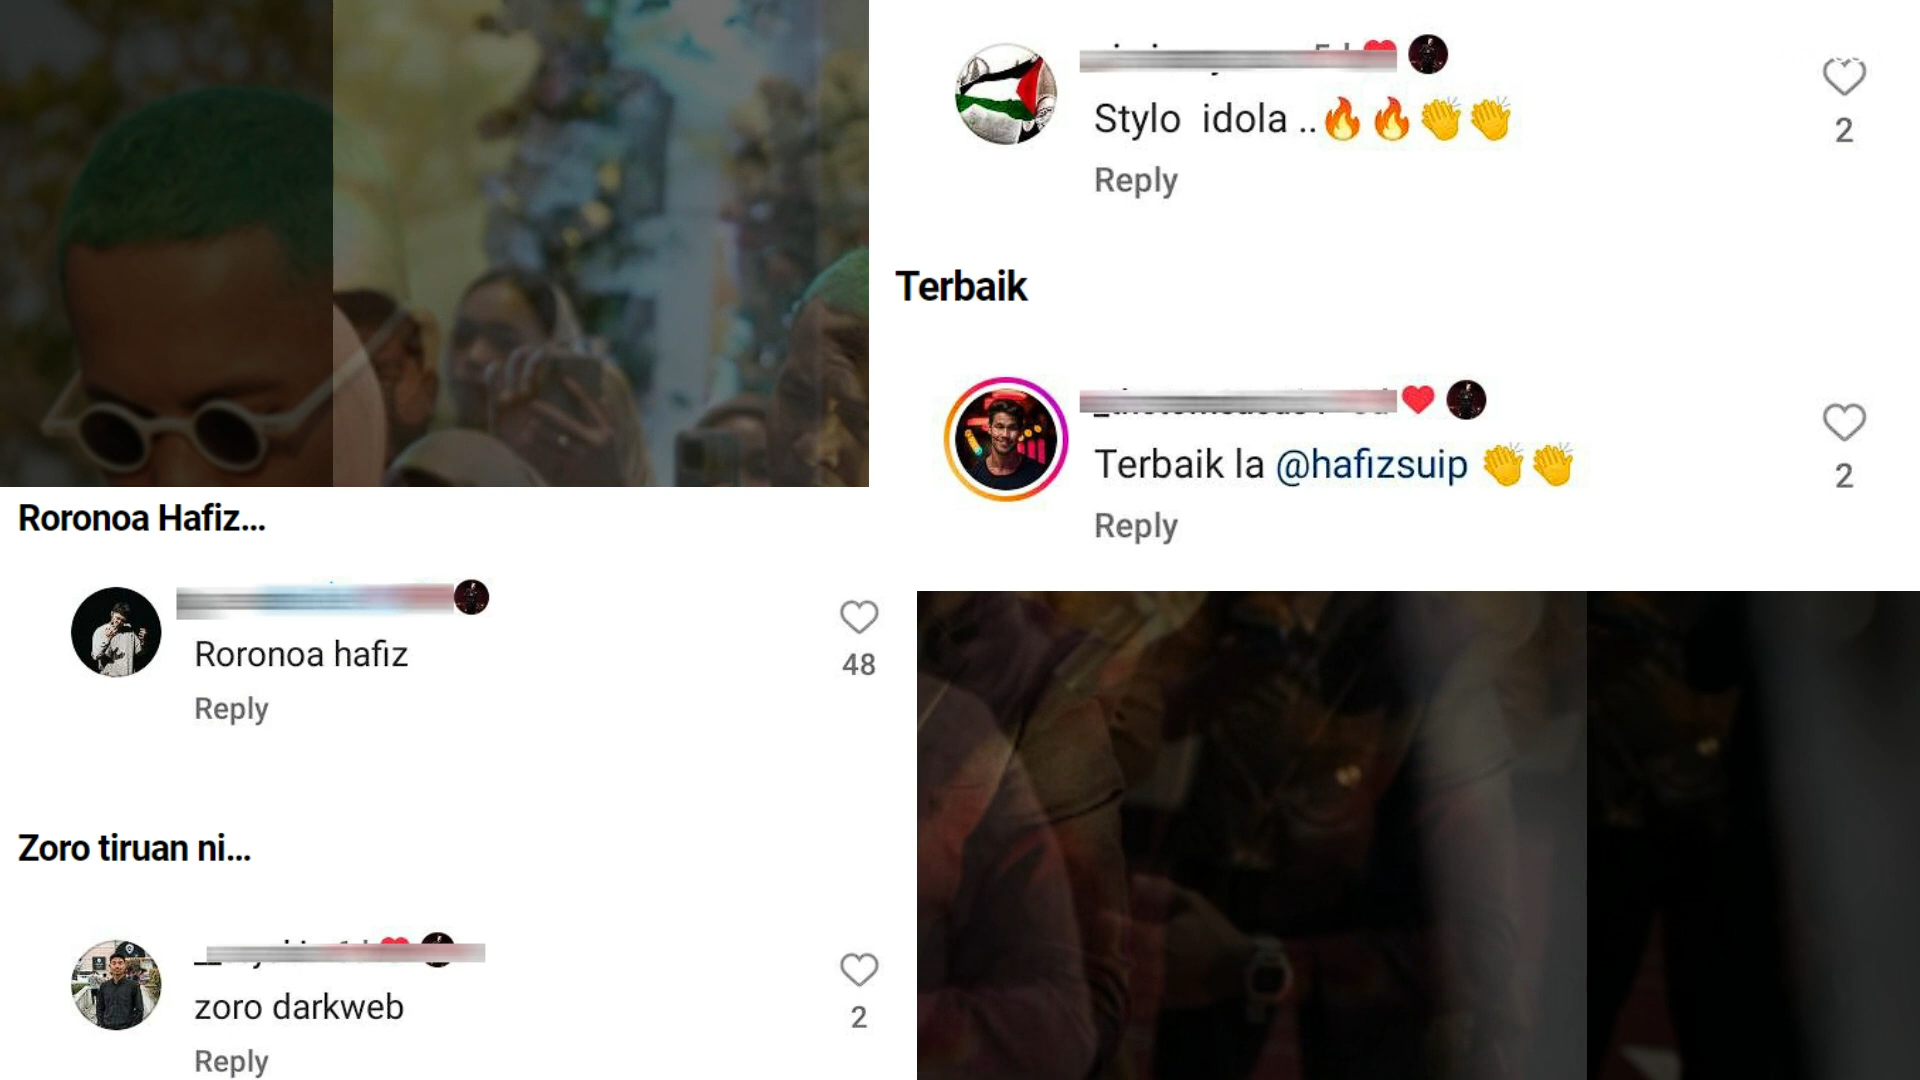 Roronoa Hafiz...
Roronoa hafiz
48
Reply
Zoro tiruan ni...
zoro darkweb
2
Reply
Stylo idola ..🔥🔥👏👏
2
Reply
Terbaik
Terbaik la @hafizsuip 👏👏
2
Reply